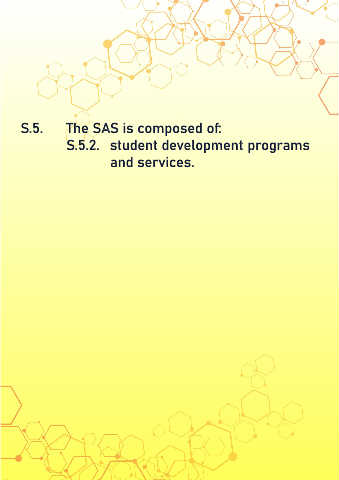 S.5. The SAS is composed of:
S.5.2. student development programs
and services.